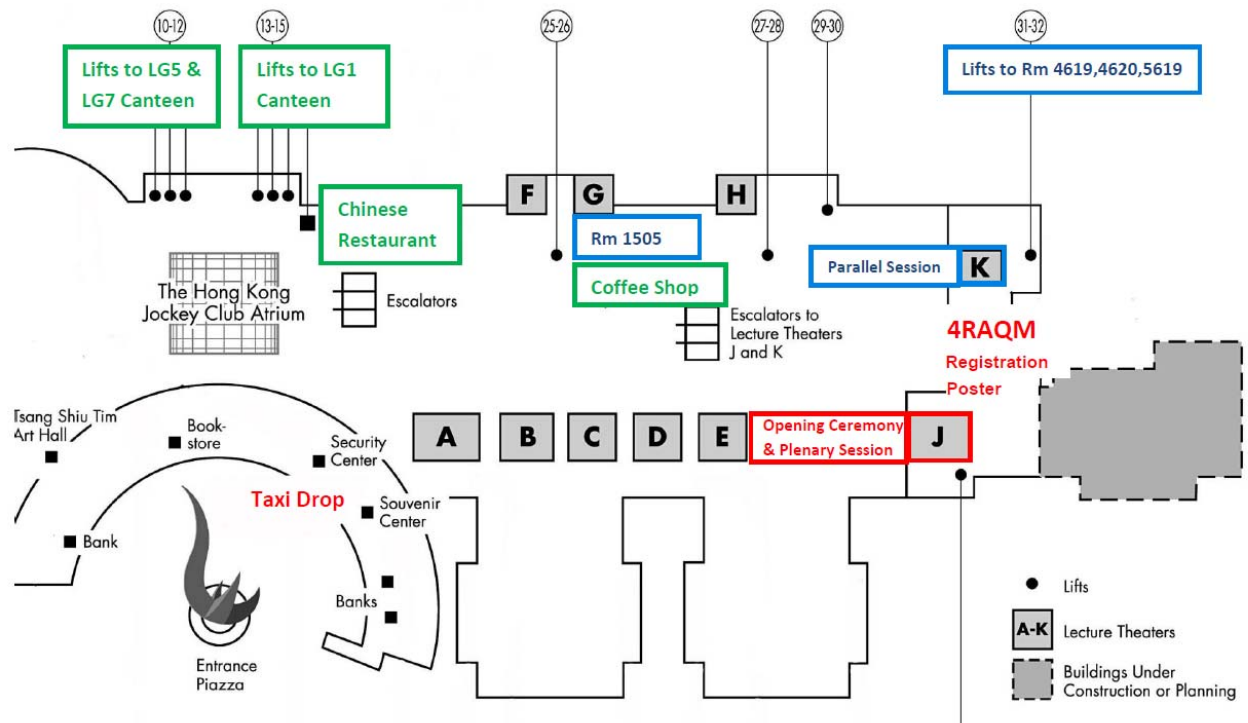 10-12
13-15
25-26
27-28
29-30
31-32
Lifts to LG5 &
LG7 Canteen
Lifts to LG1
Canteen
Lifts to Rm 4619,4620,5619
F
G
H
Chinese
Restaurant
Rm 1505
Parallel Session
K
Coffee Shop
The Hong Kong
Jockey Club Atrium
Escalators
Escalators to
Lecture Theaters
J and K
4RAQM
Registration
Poster
Tsang Shiu Tim
Art Hall
Book-
store
Security
Center
A
B
C
D
E
Opening Ceremony
& Plenary Session
J
Taxi Drop
Souvenir
Center
Bank
Banks
Entrance
Piazza
Lifts
A-K
Lecture Theaters
Buildings Under
Construction or Planning